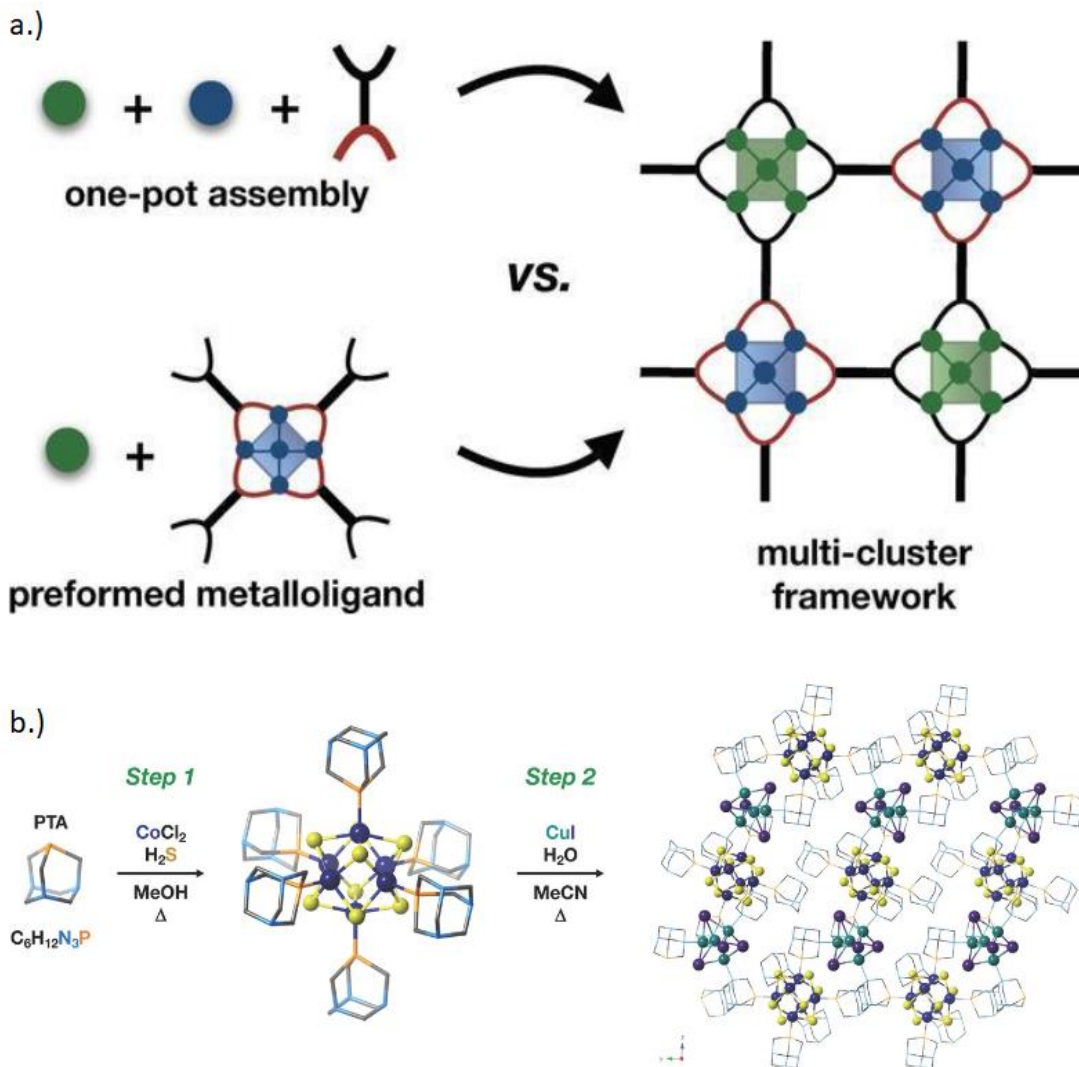 a.)
+ +
one-pot assembly
vs.
+
preformed metalloligand
multi-cluster
framework
b.)
Step 1
Step 2
PTA
CoCl₂
H₂S
MeOH
Δ
C₆H₁₂N₃P
CuI
H₂O
MeCN
Δ